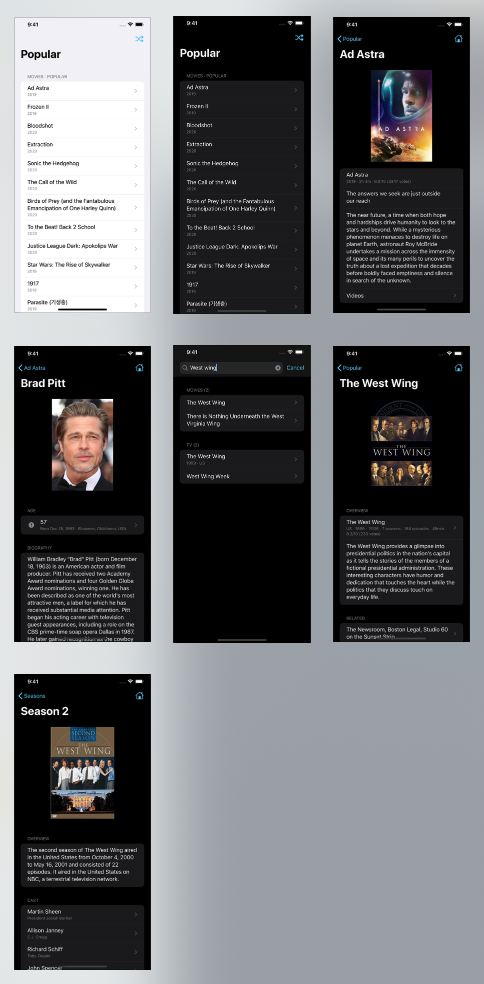 9:41
Popular
MOVIES · POPULAR
Ad Astra
2019
Frozen II
2019
Bloodshot
2020
Extraction
2020
Sonic the Hedgehog
2020
The Call of the Wild
2020
Birds of Prey (and the Fantabulous
Emancipation of One Harley Quinn)
2020
To the Beat! Back 2 School
2020
Justice League Dark: Apokolips War
2020
Star Wars: The Rise of Skywalker
2019
1917
2019
Parasite (기생충)
9:41
Popular
MOVIES · POPULAR
Ad Astra
2019
Frozen II
2019
Bloodshot
2020
Extraction
2020
Sonic the Hedgehog
2020
The Call of the Wild
2020
Birds of Prey (and the Fantabulous
Emancipation of One Harley Quinn)
2020
To the Beat! Back 2 School
2020
Justice League Dark: Apokolips War
2020
Star Wars: The Rise of Skywalker
2019
1917
2019
Parasite (기생충)
9:41
Popular
Ad Astra
AD ASTRA
Ad Astra
The answers we seek are just outside
our reach
The near future, a time when both hope
and hardships drive humanity to look to the
stars and beyond. While a mysterious
phenomenon menaces to destroy life on
planet Earth, astronaut Roy McBride
undertakes a mission across the immensity
of space and its many perils to uncover the
truth about a lost expedition that decades
before boldly faced emptiness and silence
in search of the unknown.
Videos
9:41
Ad Astra
Brad Pitt
AGE
57
Born Dec 18, 1963 · Shawnee, Oklahoma, USA
BIOGRAPHY
William Bradley "Brad" Pitt (born December
18, 1963) is an American actor and film
producer. Pitt has received two Academy
Award nominations and four Golden Globe
Award nominations, winning one. He has
been described as one of the world's most
attractive men, a label for which he has
received substantial media attention. Pitt
began his acting career with television
guest appearances, including a role on the
CBS prime-time soap opera Dallas in 1987.
He later gained recognition as the cowboy
9:41
West wing
Cancel
MOVIES (2)
The West Wing
There is Nothing Underneath the West
Virginia Wing
TV (2)
The West Wing
1999 · US
West Wing Week
9:41
Popular
The West Wing
THE
WEST WING
OVERVIEW
The West Wing
The West Wing provides a glimpse into
presidential politics in the nation's capital
as it tells the stories of the members of a
fictional presidential administration. These
interesting characters have humor and
dedication that touches the heart while the
politics that they discuss touch on
everyday life.
RELATED
The Newsroom, Boston Legal, Studio 60
on the Sunset Strip
9:41
Seasons
Season 2
SECOND
SEASON
THE
WEST WING
OVERVIEW
The second season of The West Wing aired
in the United States from October 4, 2000
to May 16, 2001 and consisted of 22
episodes. It aired in the United States on
NBC, a terrestrial television network.
CAST
Martin Sheen
President Josiah Bartlet
Allison Janney
C.J. Cregg
Richard Schiff
Toby Ziegler
John Spencer